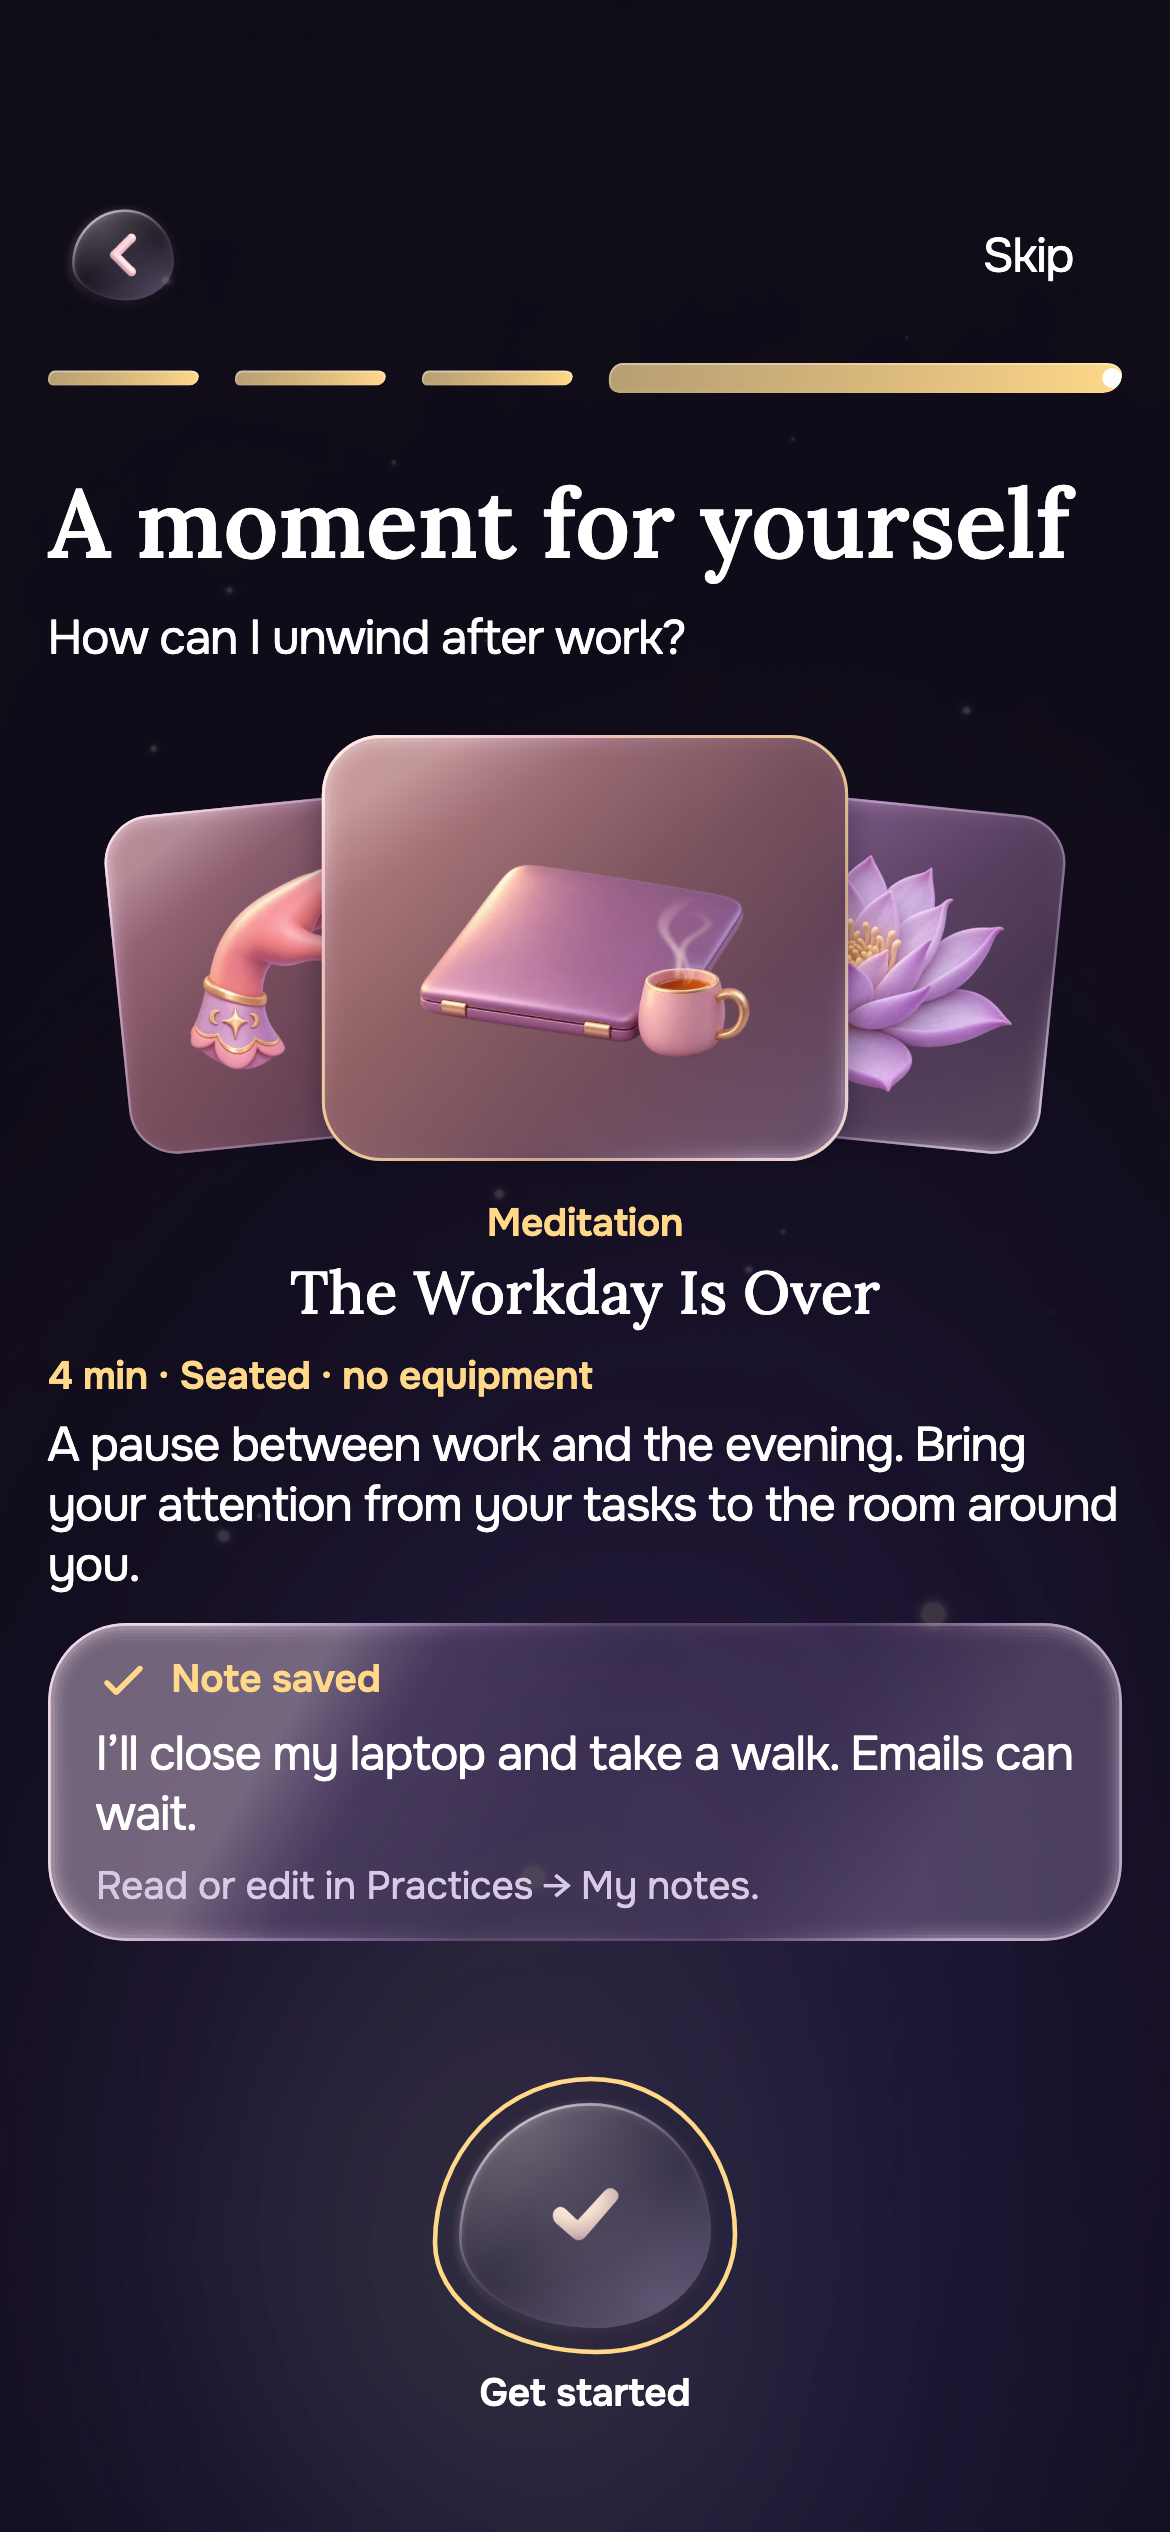 Skip
A moment for yourself
How can I unwind after work?
Meditation
The Workday Is Over
4 min · Seated · no equipment
A pause between work and the evening. Bring
your attention from your tasks to the room around
you.
Note saved
I’ll close my laptop and take a walk. Emails can
wait.
Read or edit in Practices → My notes.
Get started